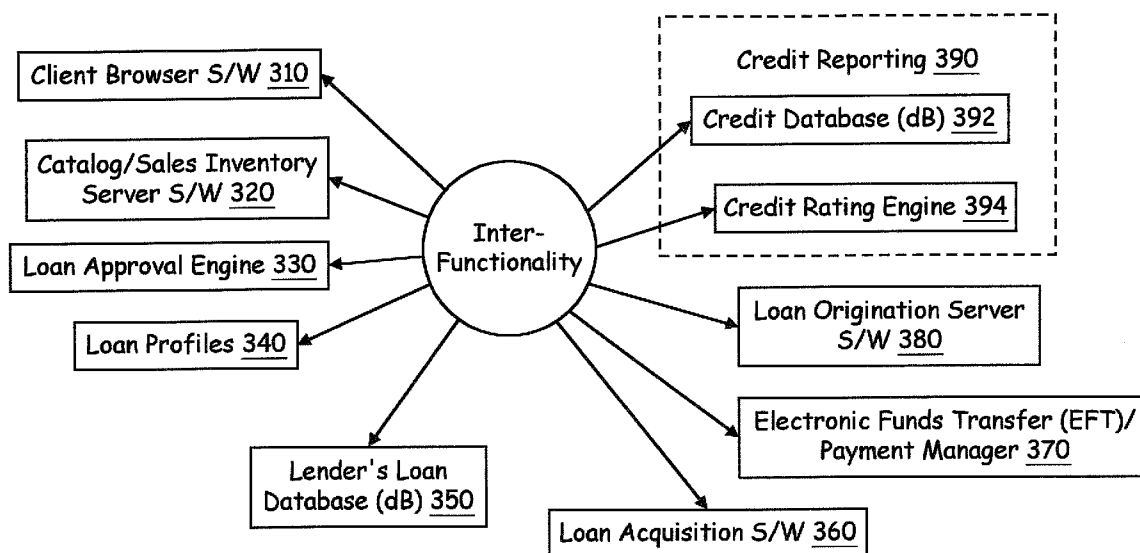 Client Browser S/W 310
Catalog/Sales Inventory
Server S/W 320
Loan Approval Engine 330
Loan Profiles 340
Lender's Loan
Database (dB) 350
Inter-
Functionality
Credit Reporting 390
Credit Database (dB) 392
Credit Rating Engine 394
Loan Origination Server
S/W 380
Electronic Funds Transfer (EFT)/
Payment Manager 370
Loan Acquisition S/W 360